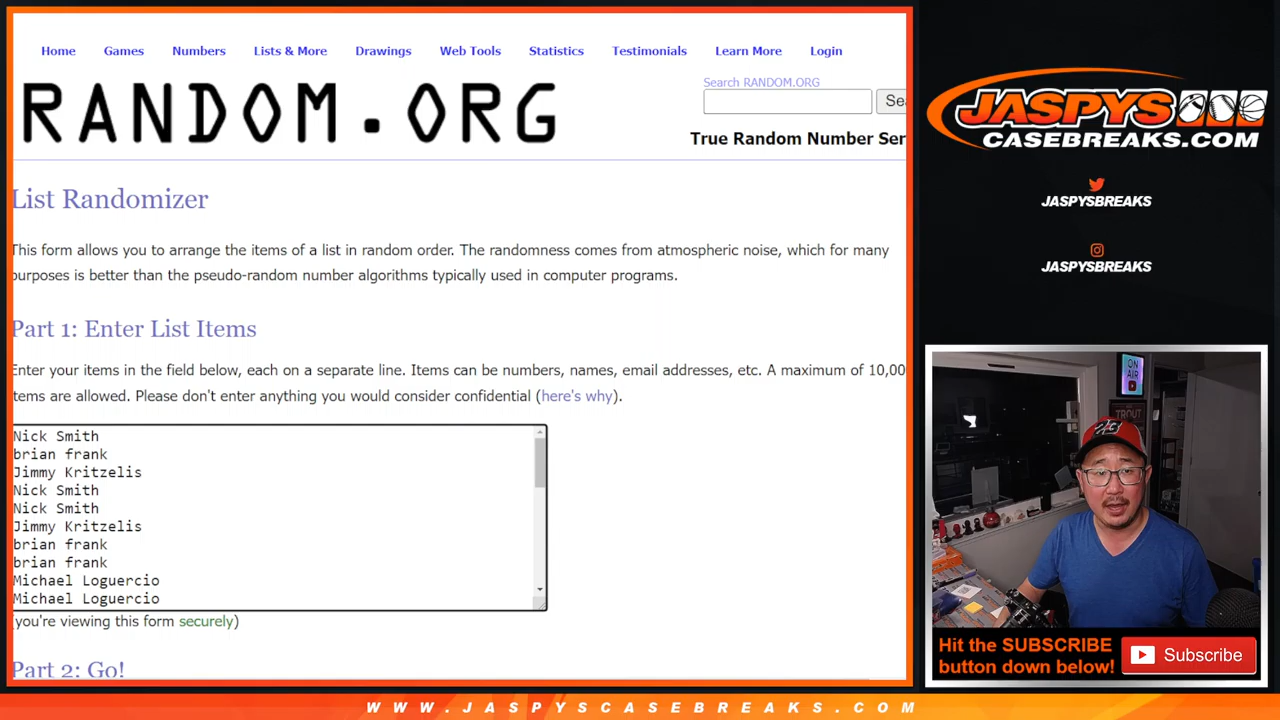 Home Games Numbers Lists & More Drawings Web Tools Statistics Testimonials Learn More Login
Search RANDOM.ORG
RANDOM.ORG
Sea
True Random Number Ser
List Randomizer
This form allows you to arrange the items of a list in random order. The randomness comes from atmospheric noise, which for many
purposes is better than the pseudo-random number algorithms typically used in computer programs.
Part 1: Enter List Items
Enter your items in the field below, each on a separate line. Items can be numbers, names, email addresses, etc. A maximum of 10,00
items are allowed. Please don't enter anything you would consider confidential (here's why).
Nick Smith
brian frank
Jimmy Kritzelis
Nick Smith
Nick Smith
Jimmy Kritzelis
brian frank
brian frank
Michael Loguercio
Michael Loguercio
(you're viewing this form securely)
Part 2: Go!
JASPYS
CASEBREAKS.COM
JASPYSBREAKS
JASPYSBREAKS
ON
AIR
TROUT
Hit the SUBSCRIBE
button down below!
Subscribe
WWW.JASPYSCASEBREAKS.COM